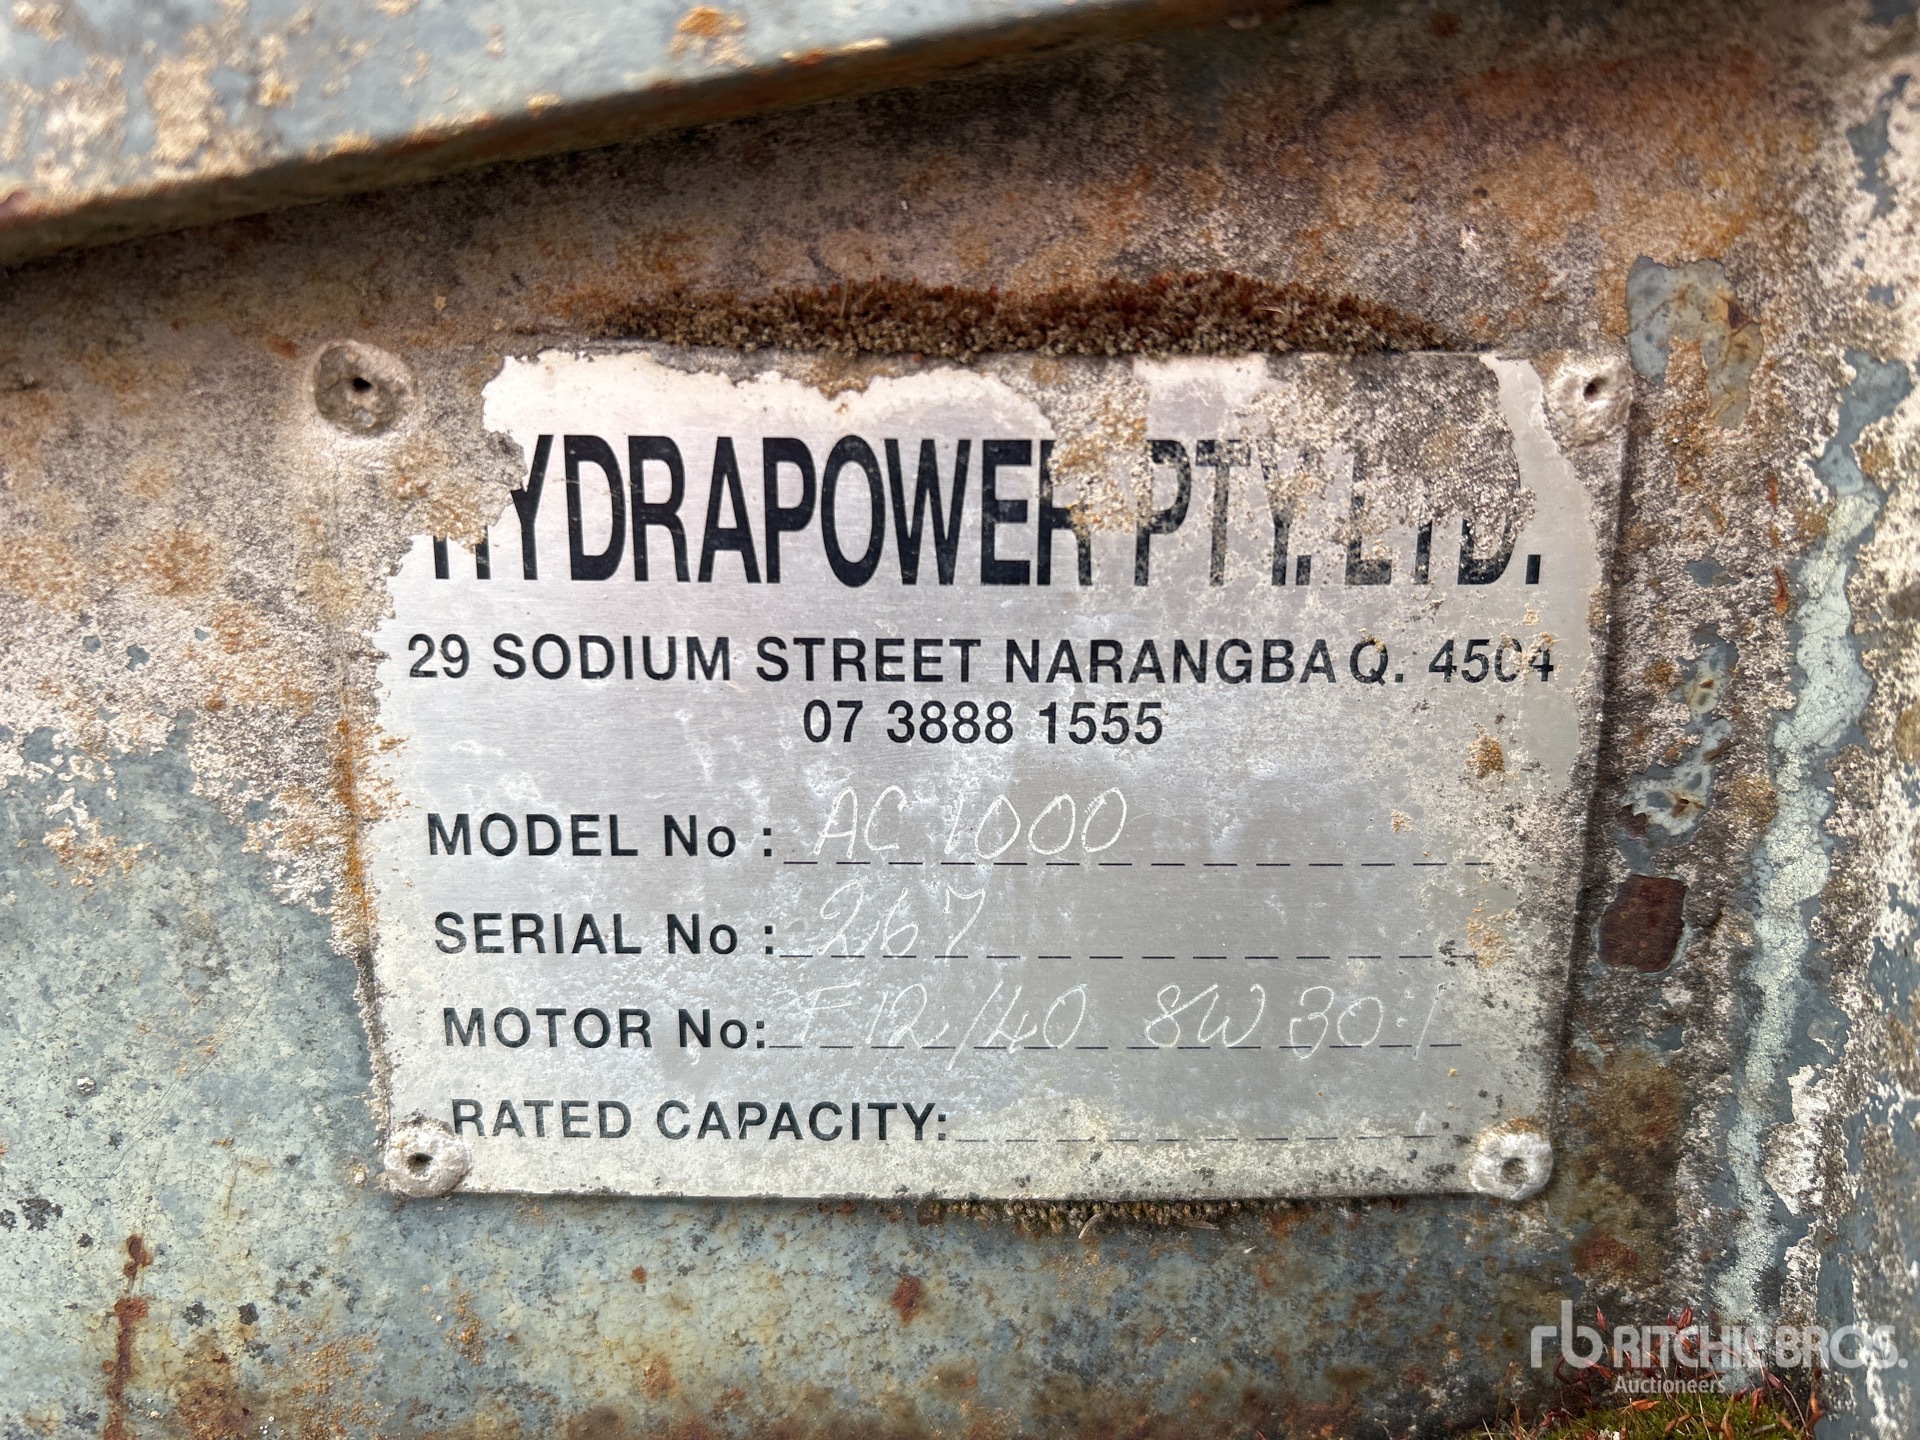 HYDRAPOWER PTY. LTD.
29 SODIUM STREET NARANGBA Q. 4504
07 3888 1555
MODEL No : AC 1000
SERIAL No : 267
MOTOR No: F12/40 8W 30:1
RATED CAPACITY:
rb RITCHIE BROS.
Auctioneers